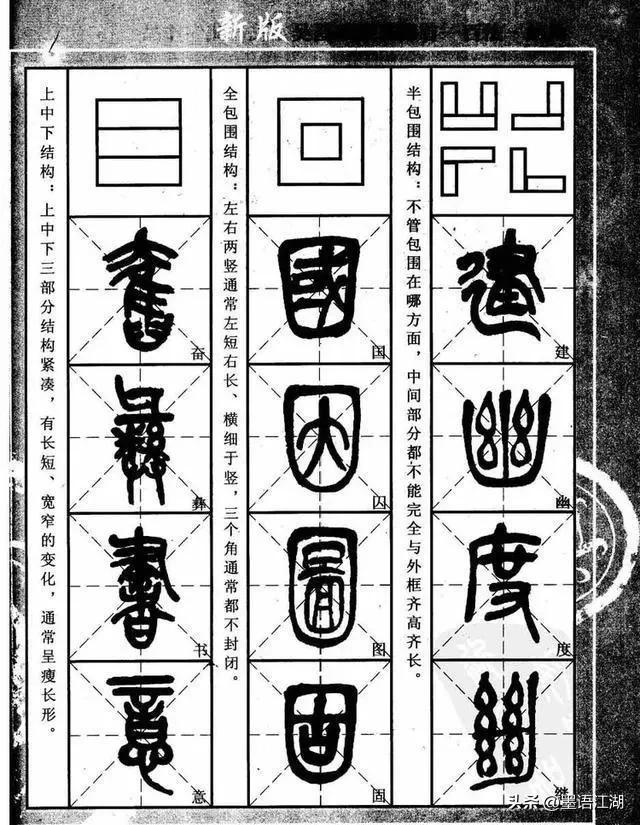 新版
半包围结构：不管包围在哪方面，中间部分都不能完全与外框齐高齐长。
建
幽
度
继
全包围结构：左右两竖通常左短右长、横细于竖，三个角通常都不封闭。
国
囚
图
固
上中下结构：上中下三部分结构紧凑，有长短、宽窄的变化，通常呈瘦长形。
奋
彝
书
意
头条@墨语江湖